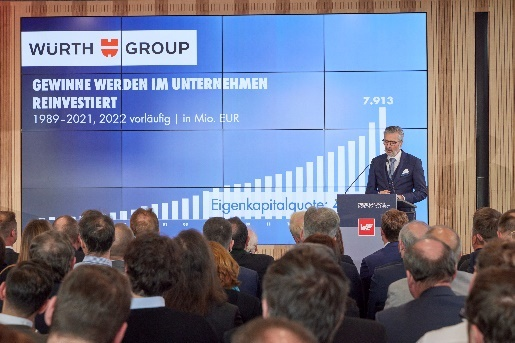 WÜRTH GROUP
GEWINNE WERDEN IM UNTERNEHMEN
REINVESTIERT
1989–2021, 2022 vorläufig | in Mio. EUR
7.913
Eigenkapitalquote: